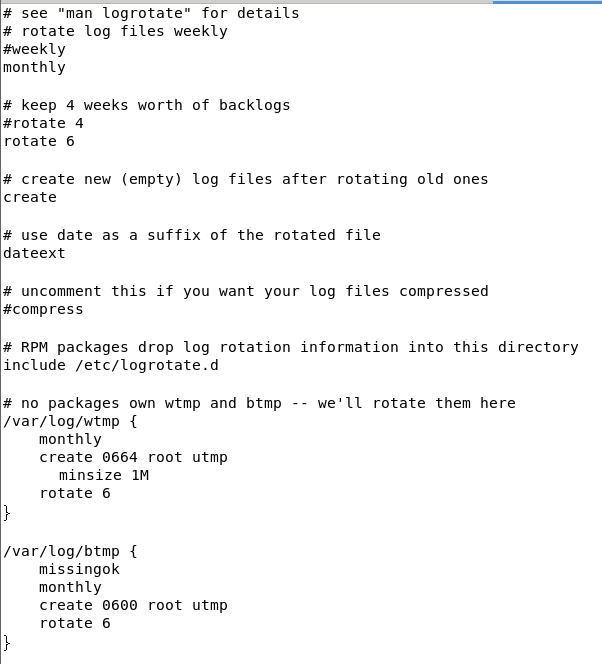 # see "man logrotate" for details
# rotate log files weekly
#weekly
monthly

# keep 4 weeks worth of backlogs
#rotate 4
rotate 6

# create new (empty) log files after rotating old ones
create

# use date as a suffix of the rotated file
dateext

# uncomment this if you want your log files compressed
#compress

# RPM packages drop log rotation information into this directory
include /etc/logrotate.d

# no packages own wtmp and btmp -- we'll rotate them here
/var/log/wtmp {
    monthly
    create 0664 root utmp
	minsize 1M
    rotate 6
}

/var/log/btmp {
    missingok
    monthly
    create 0600 root utmp
    rotate 6
}